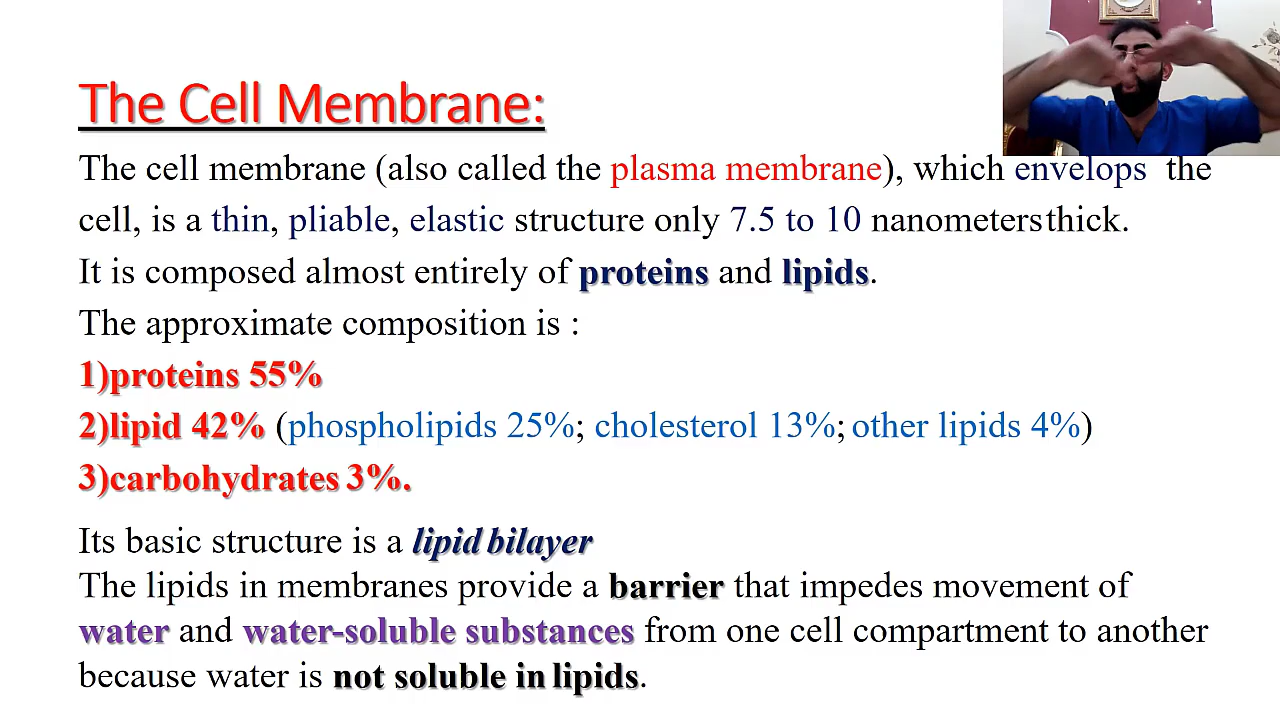 The Cell Membrane:
The cell membrane (also called the plasma membrane), which envelops the
cell, is a thin, pliable, elastic structure only 7.5 to 10 nanometers thick.
It is composed almost entirely of proteins and lipids.
The approximate composition is :
1)proteins 55%
2)lipid 42% (phospholipids 25%; cholesterol 13%; other lipids 4%)
3)carbohydrates 3%.
Its basic structure is a lipid bilayer
The lipids in membranes provide a barrier that impedes movement of
water and water-soluble substances from one cell compartment to another
because water is not soluble in lipids.